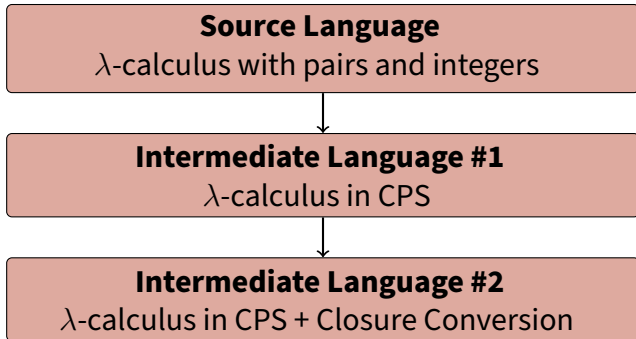 Source Language
λ-calculus with pairs and integers
Intermediate Language #1
λ-calculus in CPS
Intermediate Language #2
λ-calculus in CPS + Closure Conversion